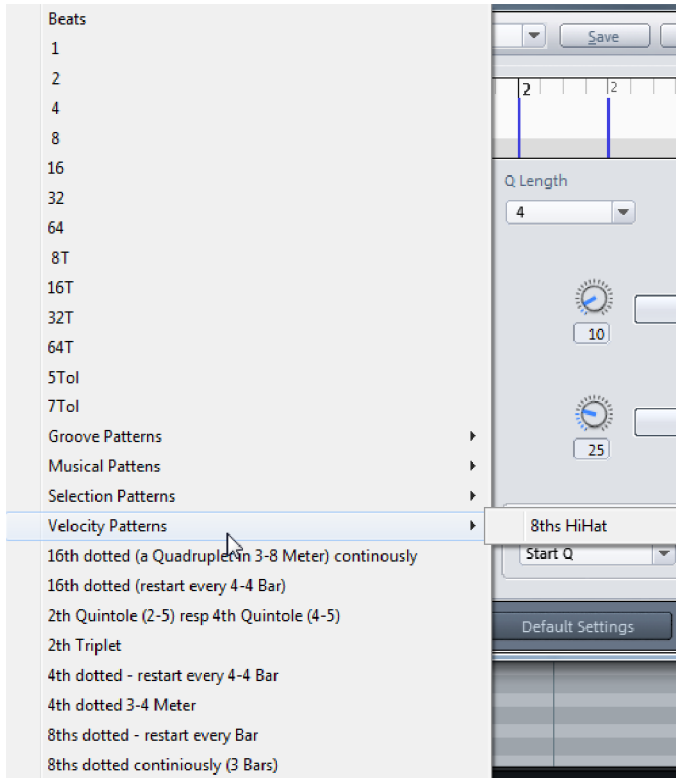 Beats
1
2
4
8
16
32
64
8T
16T
32T
64T
5Tol
7Tol
Groove Patterns
Musical Pattens
Selection Patterns
Velocity Patterns
16th dotted (a Quadruplet in 3-8 Meter) continously
16th dotted (restart every 4-4 Bar)
2th Quintole (2-5) resp 4th Quintole (4-5)
2th Triplet
4th dotted - restart every 4-4 Bar
4th dotted 3-4 Meter
8ths dotted - restart every Bar
8ths dotted continiously (3 Bars)
Save
2 2
Q Length
4
10
25
8ths HiHat
Start Q
Default Settings